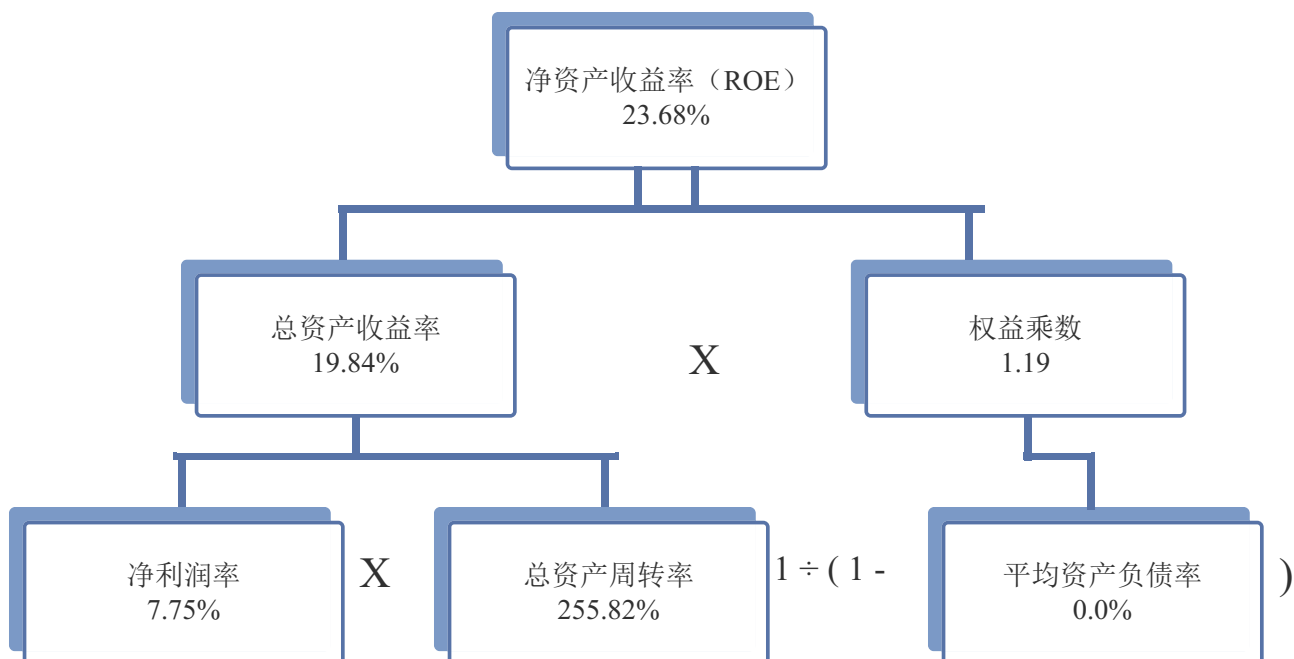 净资产收益率（ROE）
23.68%
总资产收益率
19.84%
X
权益乘数
1.19
净利润率
7.75%
X
总资产周转率
255.82%
1 ÷ ( 1 -
平均资产负债率
0.0%
)